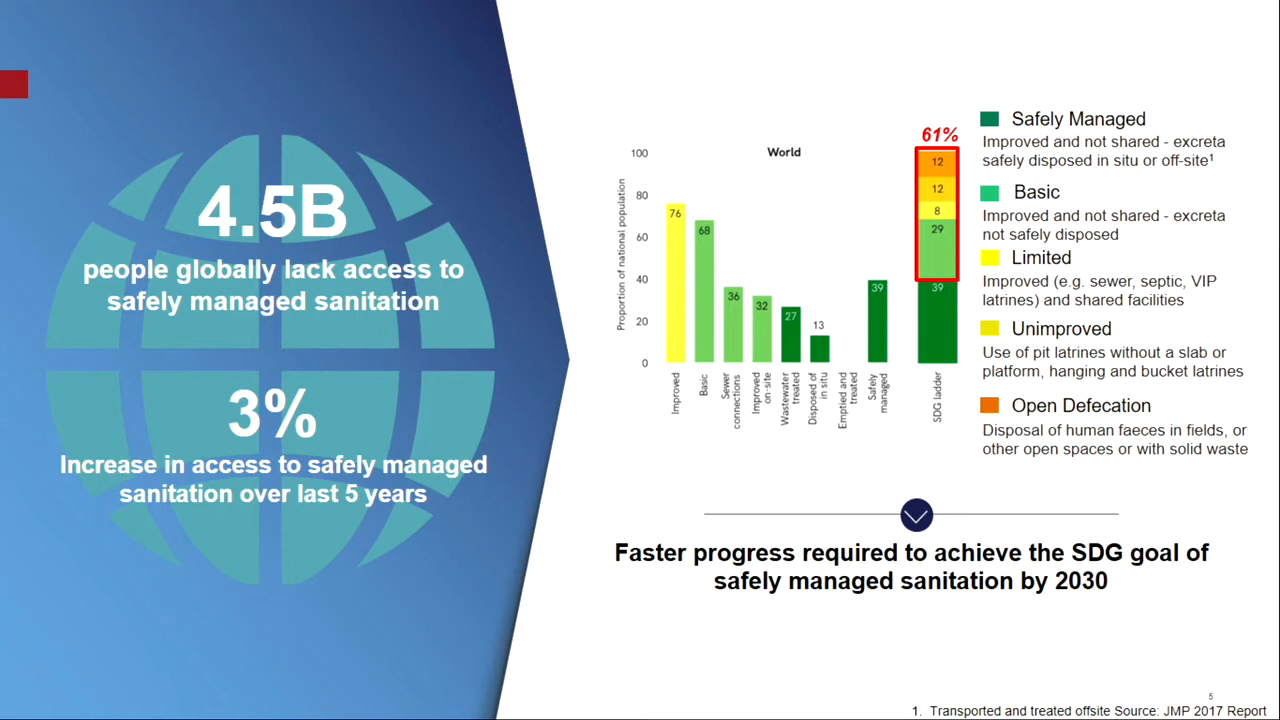 4.5B
people globally lack access to
safely managed sanitation
3%
Increase in access to safely managed
sanitation over last 5 years
World
Proportion of national population
100
80
60
40
20
0
76
68
36
32
27
13
39
61%
12
12
8
29
39
Improved
Basic
Sewer
connections
Improved
on-site
Wastewater
treated
Disposed of
in situ
Emptied and
treated
Safely
managed
SDG ladder
Safely Managed
Improved and not shared - excreta
safely disposed in situ or off-site¹
Basic
Improved and not shared - excreta
not safely disposed
Limited
Improved (e.g. sewer, septic, VIP
latrines) and shared facilities
Unimproved
Use of pit latrines without a slab or
platform, hanging and bucket latrines
Open Defecation
Disposal of human faeces in fields, or
other open spaces or with solid waste
Faster progress required to achieve the SDG goal of
safely managed sanitation by 2030
5
1. Transported and treated offsite Source: JMP 2017 Report